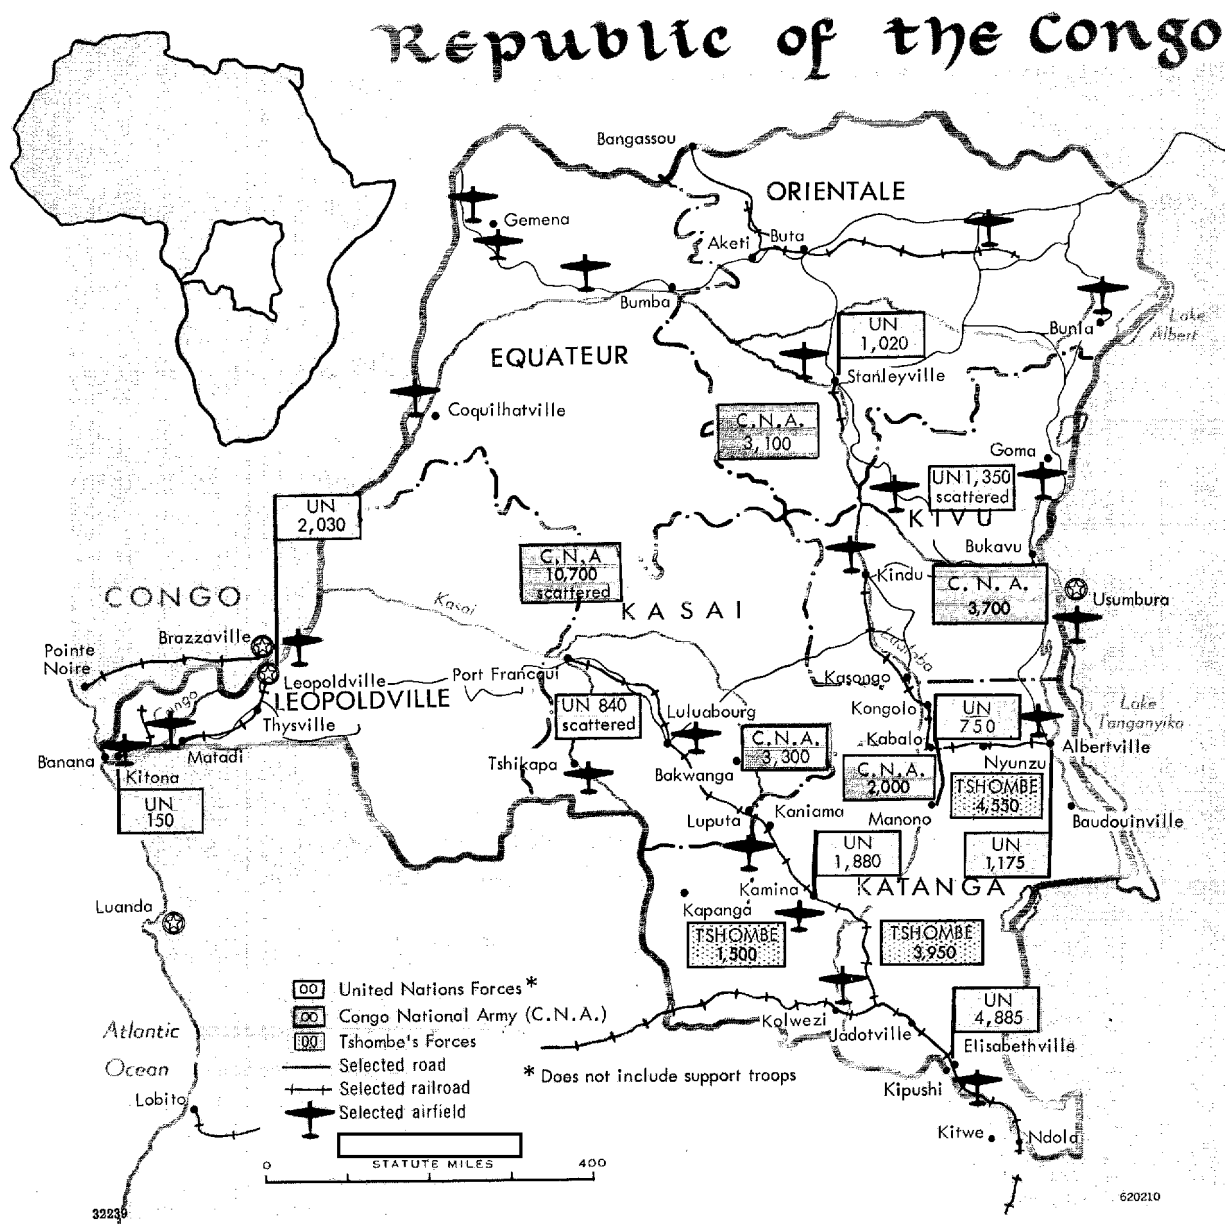 Republic of the Congo
Bangassou
ORIENTALE
Gemena
Aketi
Buta
Bumba
Bunia
Lake
Albert
UN
1,020
EQUATEUR
Stanleyville
Coquilhatville
C.N.A.
3,100
Goma
UN 1,350
scattered
KIVU
UN
2,030
Bukavu
C.N.A
10,700
scattered
Kindu
C.N.A.
3,700
Usumbura
CONGO
Kasai
KASAI
Brazzaville
Pointe
Noire
Lualaba
Leopoldville
Port Francqui
Kasongo
LEOPOLDVILLE
Congo
Thysville
UN 840
scattered
Luluabourg
Kongolo
UN
750
Lake
Tanganyika
Banana
Matadi
Kitona
Tshikapa
Bakwanga
C.N.A.
3,300
Kabalo
Albertville
Nyunzu
C.N.A.
2,000
TSHOMBE
4,550
UN
150
Luputa
Kaniama
Manono
Baudouinville
UN
1,880
UN
1,175
Kamina
KATANGA
Luanda
Kapanga
TSHOMBE
1,500
TSHOMBE
3,950
00 United Nations Forces *
00 Congo National Army (C.N.A.)
00 Tshombe's Forces
Selected road
Selected railroad
Selected airfield
* Does not include support troops
Kolwezi
Jadotville
UN
4,885
Elisabethville
Kipushi
Atlantic
Ocean
Lobito
Kitwe
Ndola
STATUTE MILES
0 400
32239
620210